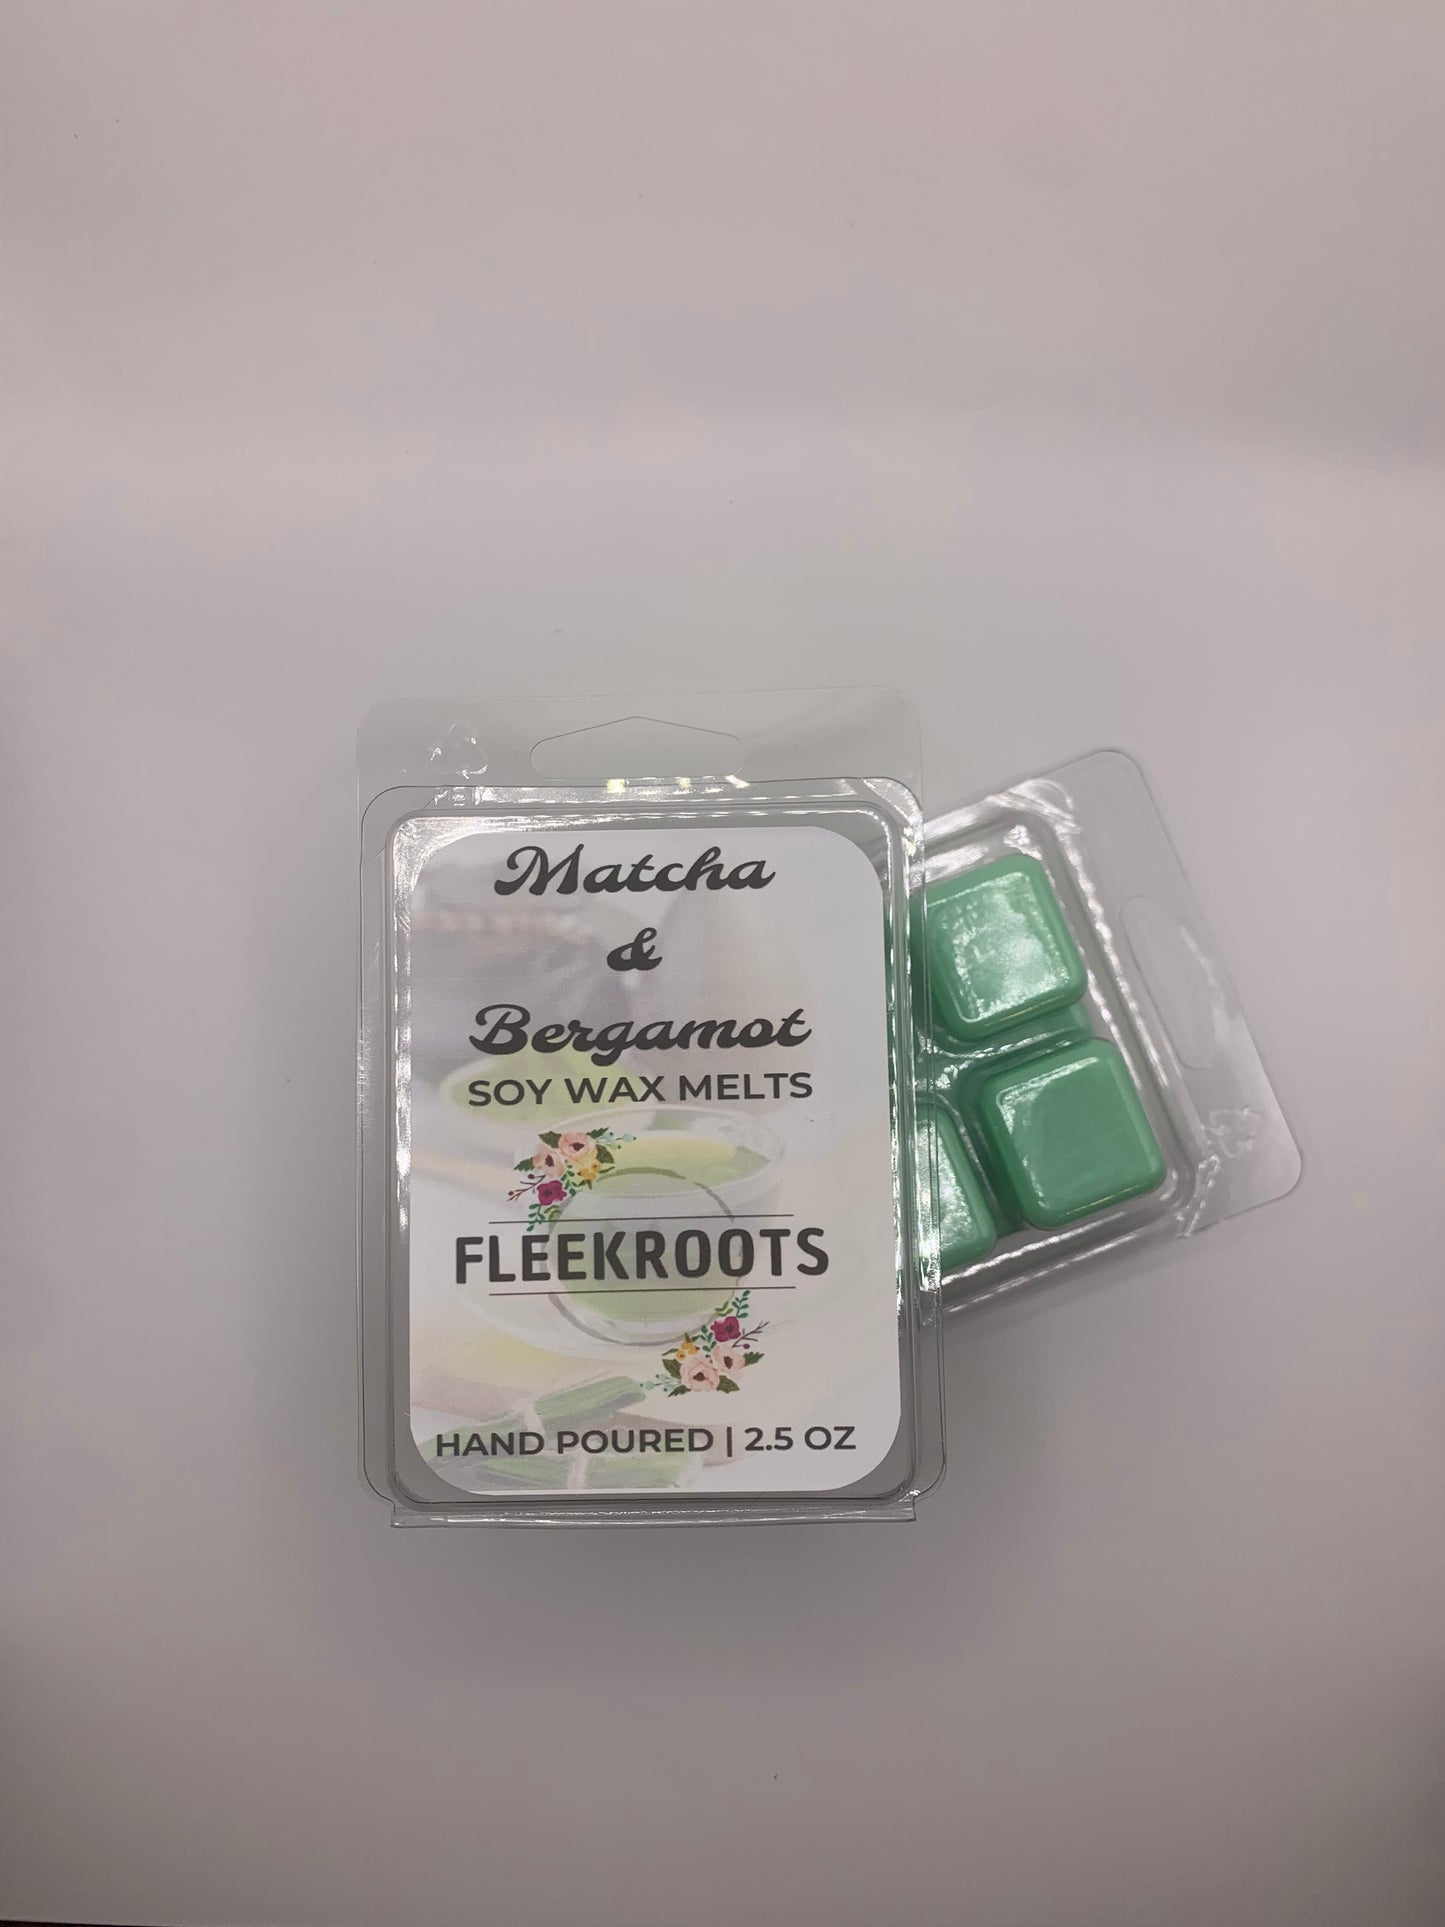 Matcha
&
Bergamot
SOY WAX MELTS
FLEEKROOTS
HAND POURED | 2.5 OZ